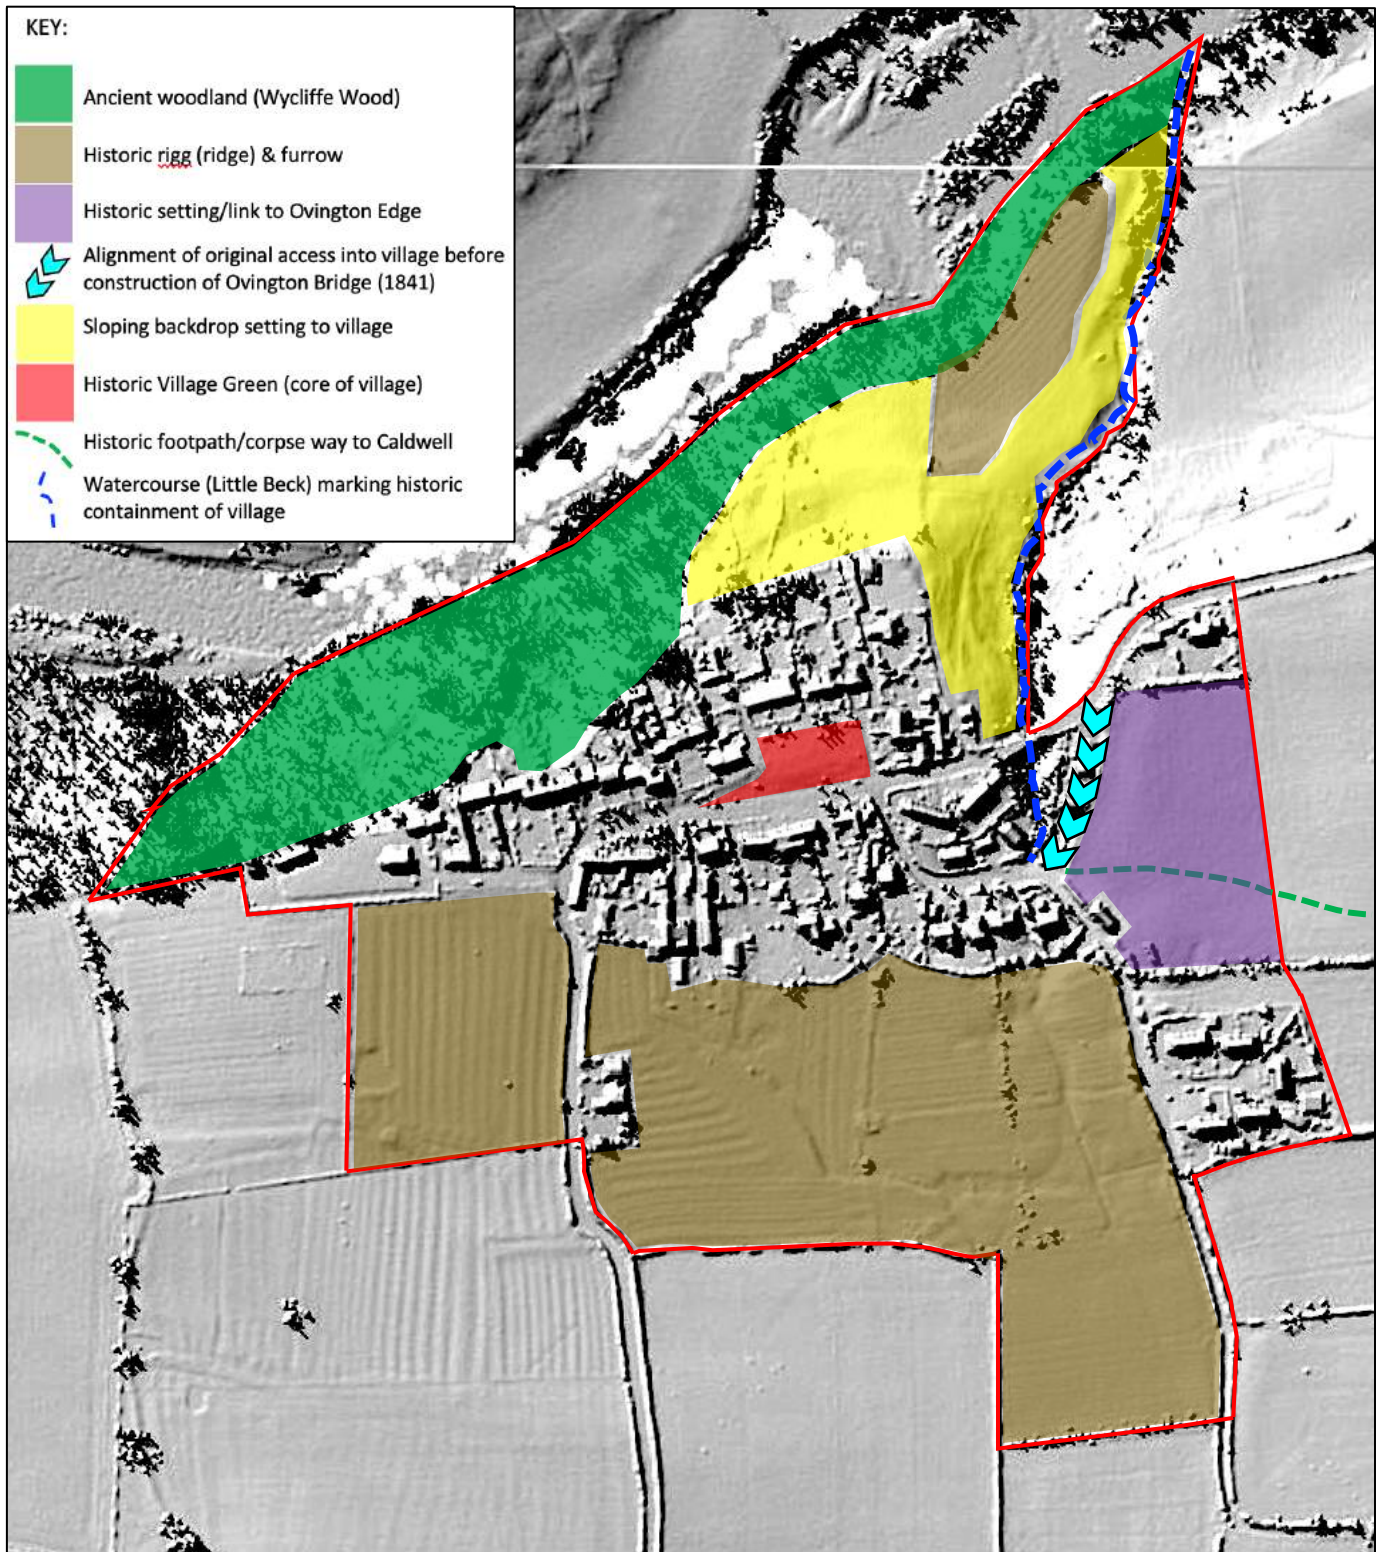 KEY:
Ancient woodland (Wycliffe Wood)
Historic rigg (ridge) & furrow
Historic setting/link to Ovington Edge
Alignment of original access into village before
construction of Ovington Bridge (1841)
Sloping backdrop setting to village
Historic Village Green (core of village)
Historic footpath/corpse way to Caldwell
Watercourse (Little Beck) marking historic
containment of village